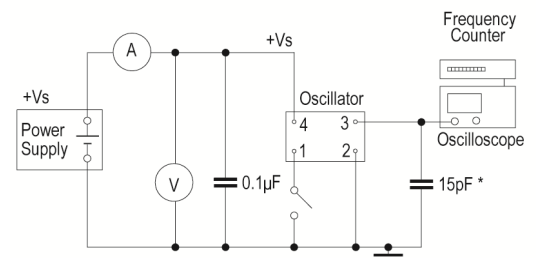 Frequency
Counter
A
+Vs
+Vs
Oscillator
Power
Supply
4
3
1
2
Oscilloscope
V
0.1µF
15pF *